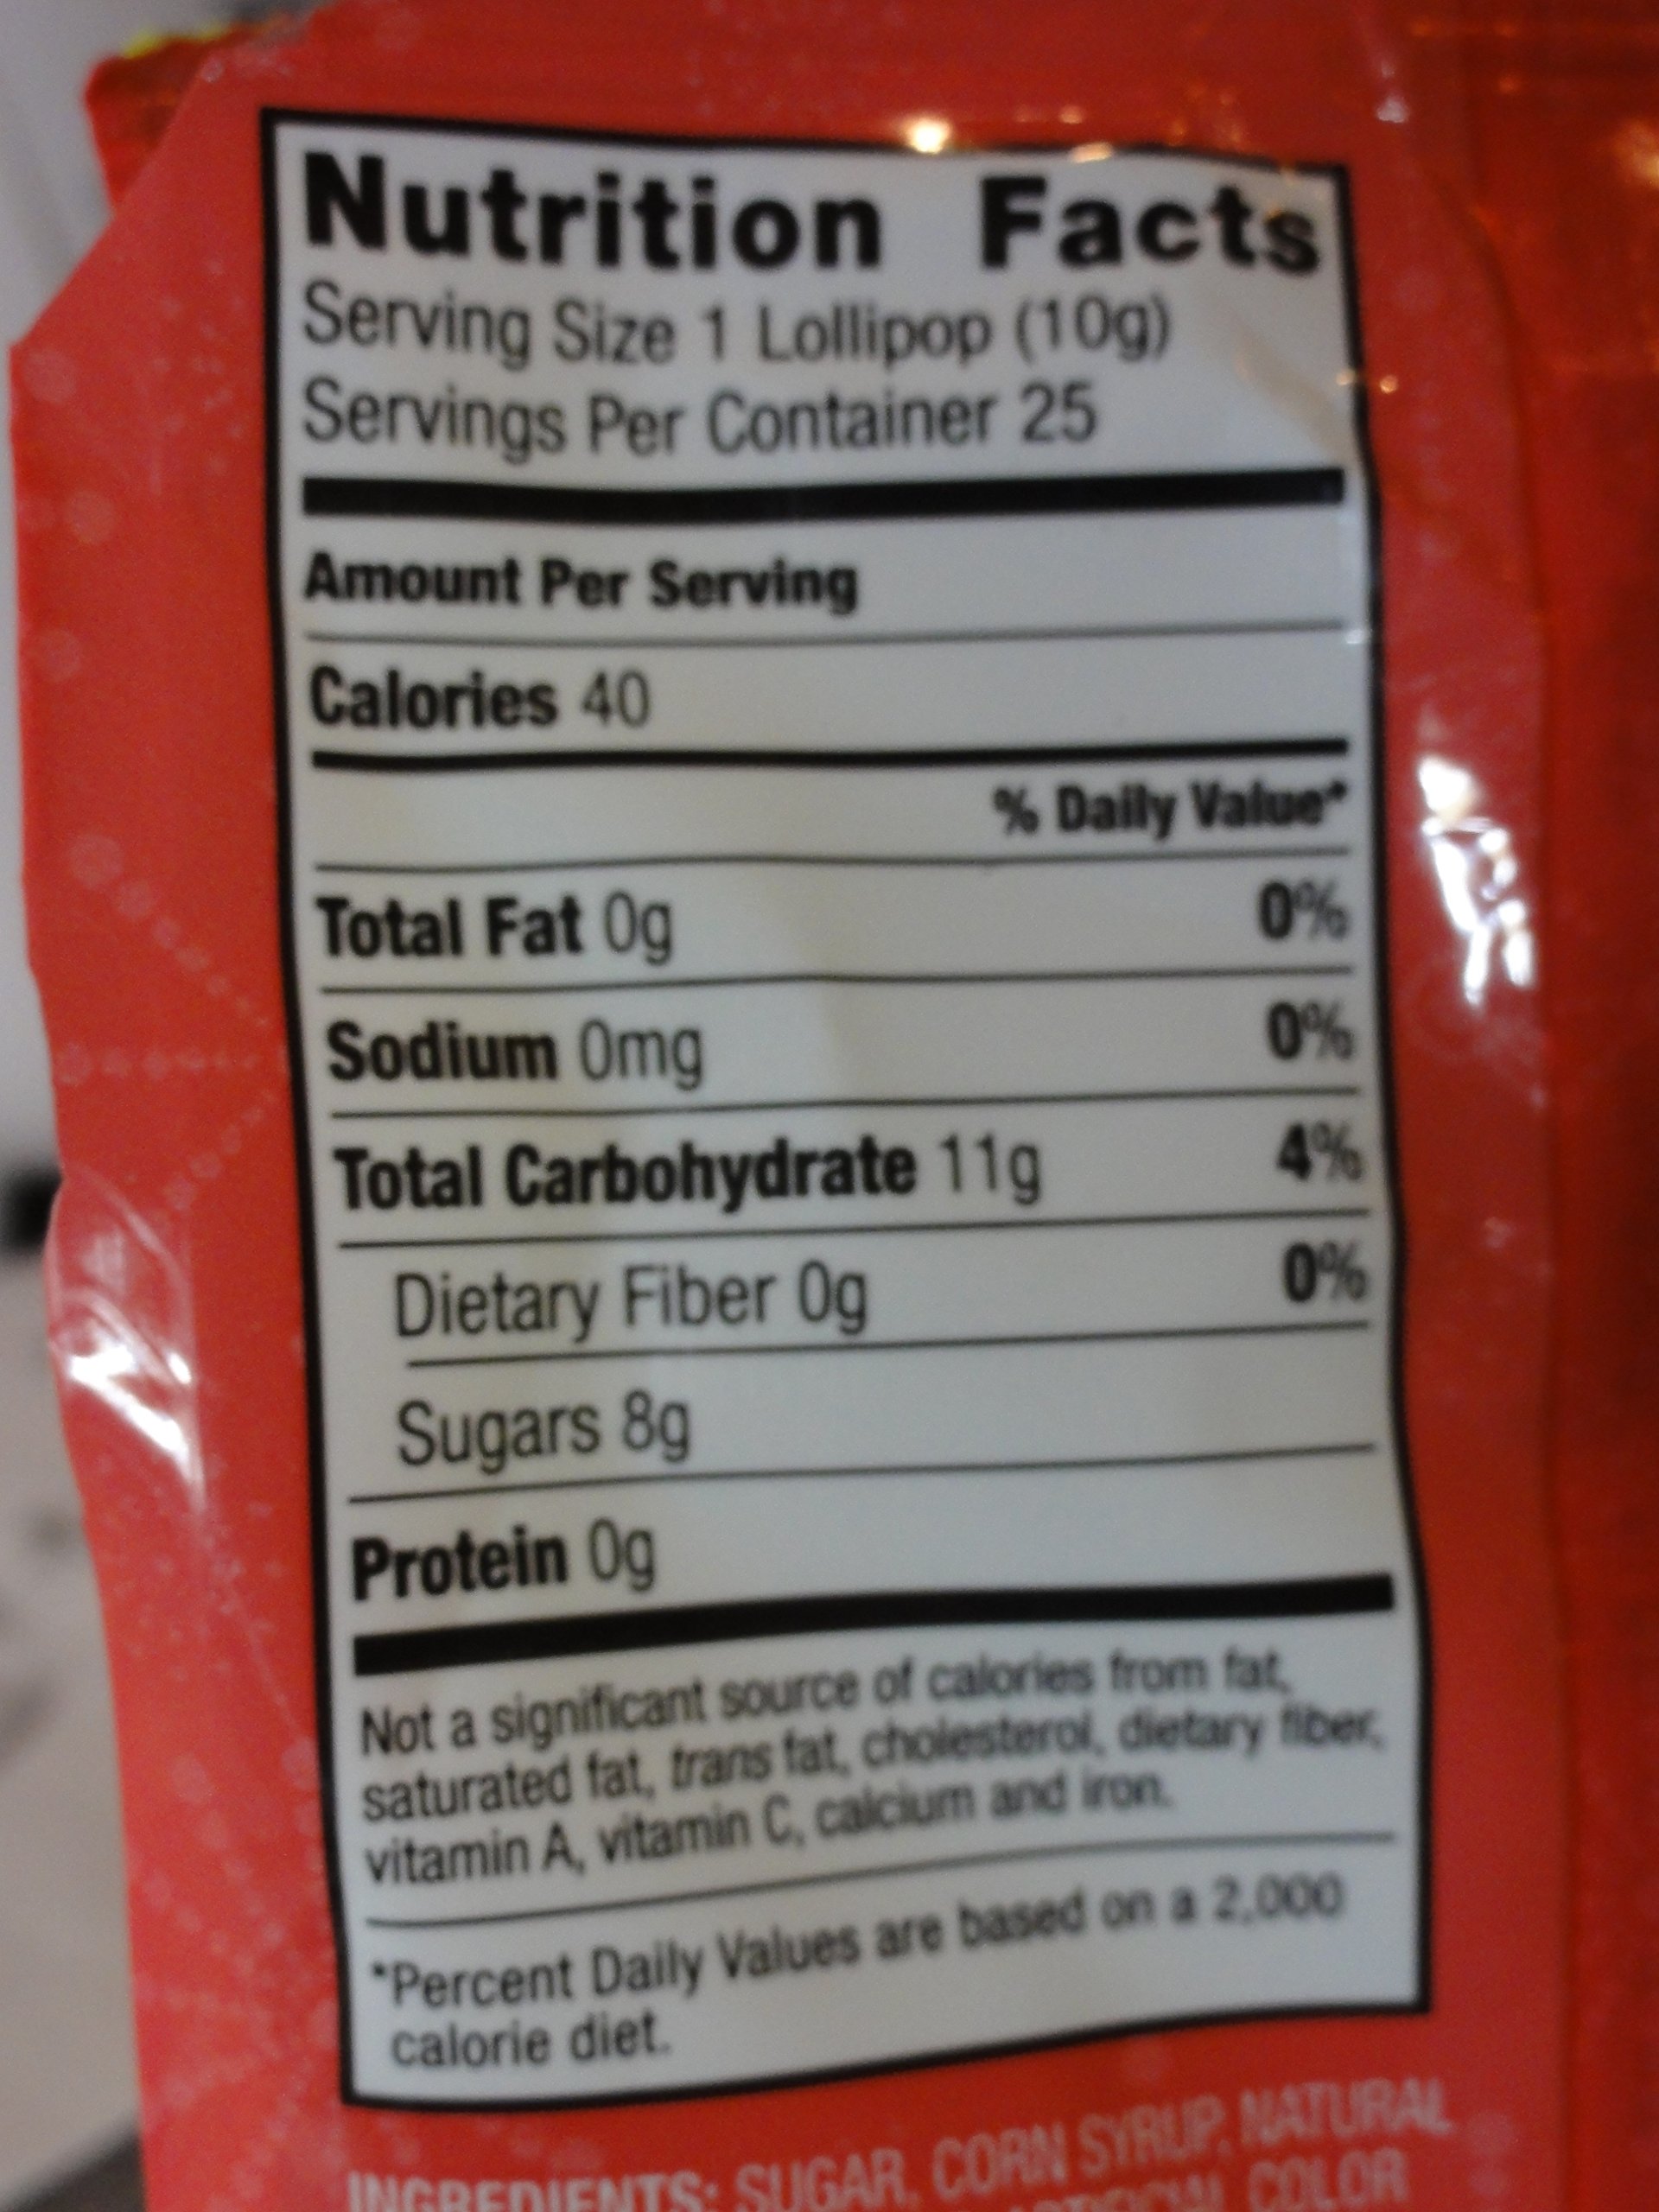 Nutrition Facts
Serving Size 1 Lollipop (10g)
Servings Per Container 25
Amount Per Serving
Calories 40
% Daily Value*
Total Fat 0g 0%
Sodium 0mg 0%
Total Carbohydrate 11g 4%
Dietary Fiber 0g 0%
Sugars 8g
Protein 0g
Not a significant source of calories from fat,
saturated fat, trans fat, cholesterol, dietary fiber,
vitamin A, vitamin C, calcium and iron.
*Percent Daily Values are based on a 2,000
calorie diet.
INGREDIENTS: SUGAR, CORN SYRUP, NATURAL
ARTIFICIAL COLOR